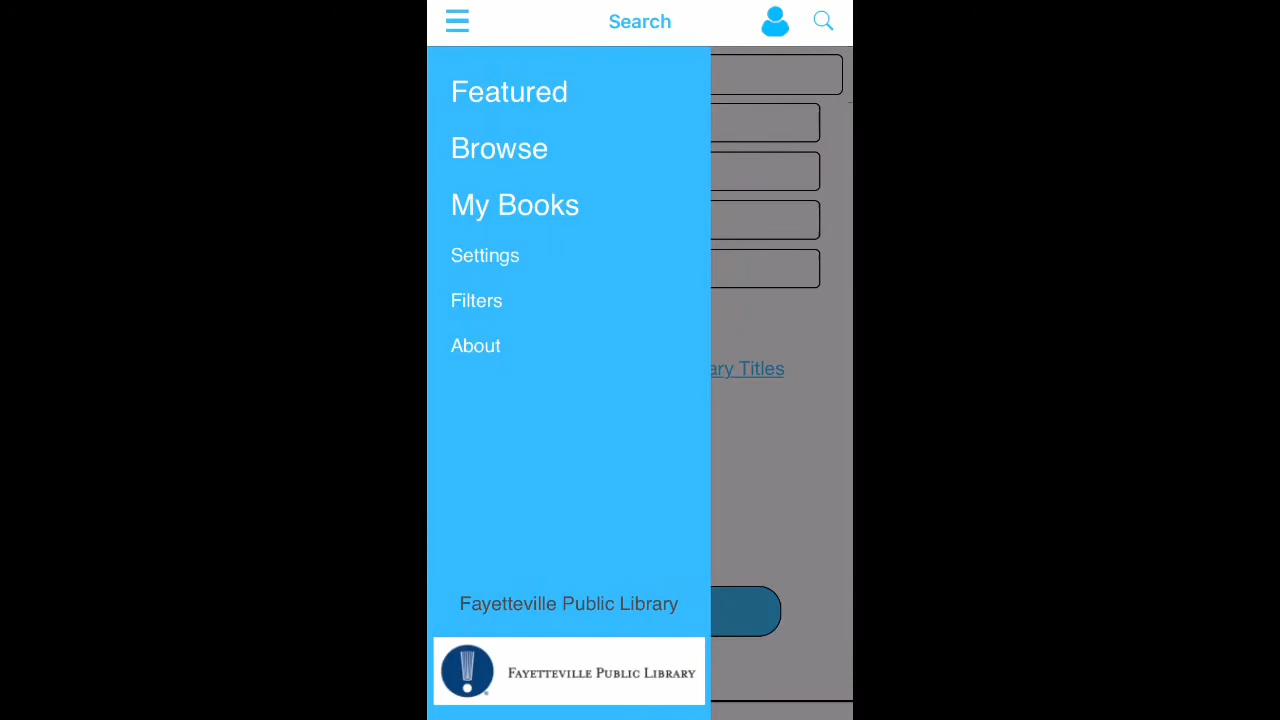 Search
Featured
Browse
My Books
Settings
Filters
About
ary Titles
Fayetteville Public Library
FAYETTEVILLE PUBLIC LIBRARY